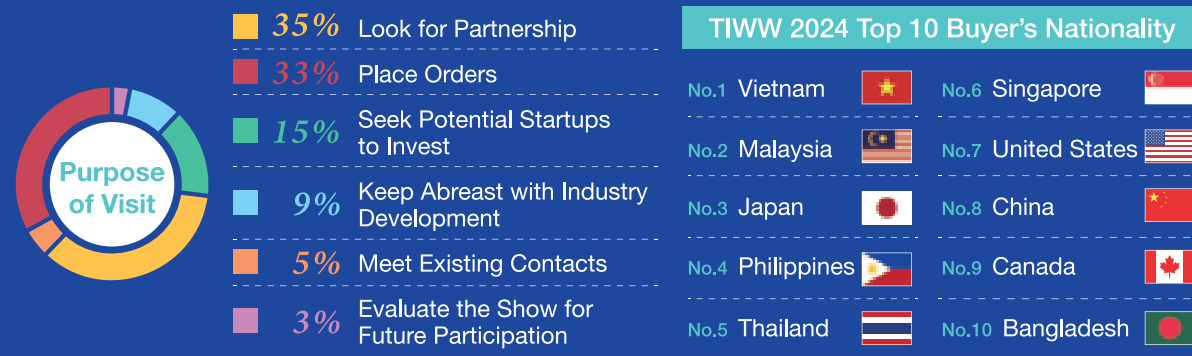 Purpose
of Visit
35% Look for Partnership
33% Place Orders
15% Seek Potential Startups
to Invest
9% Keep Abreast with Industry
Development
5% Meet Existing Contacts
3% Evaluate the Show for
Future Participation
TIWW 2024 Top 10 Buyer's Nationality
No.1 Vietnam
No.2 Malaysia
No.3 Japan
No.4 Philippines
No.5 Thailand
No.6 Singapore
No.7 United States
No.8 China
No.9 Canada
No.10 Bangladesh